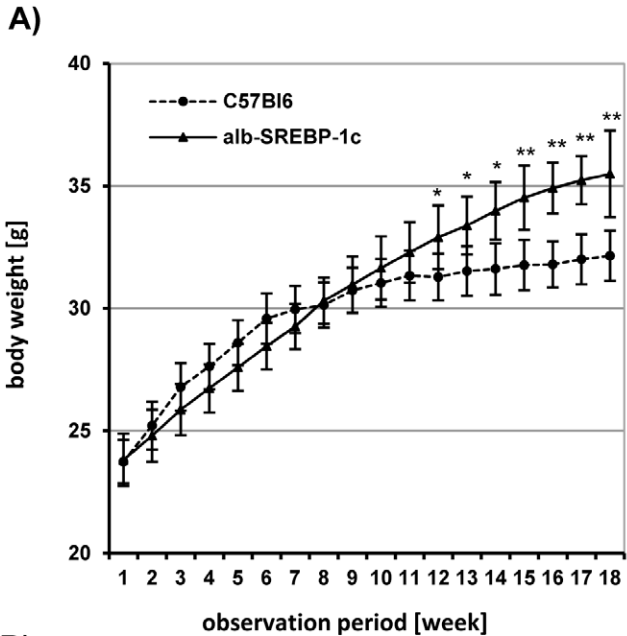 A)
40
C57Bl6
alb-SREBP-1c
** ** ** ** * * *
35
body weight [g]
30
25
20
1 2 3 4 5 6 7 8 9 10 11 12 13 14 15 16 17 18
observation period [week]